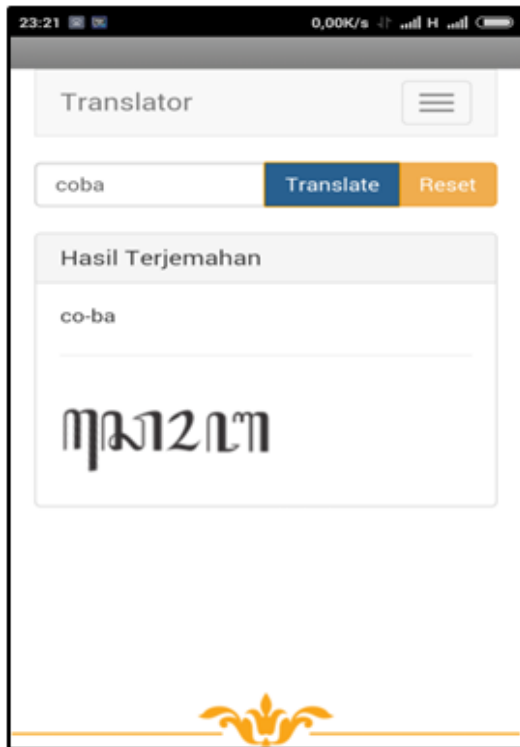 23:21 0,00K/s H
Translator
coba Translate Reset
Hasil Terjemahan
co-ba
ꦕꦺꦴꦧ